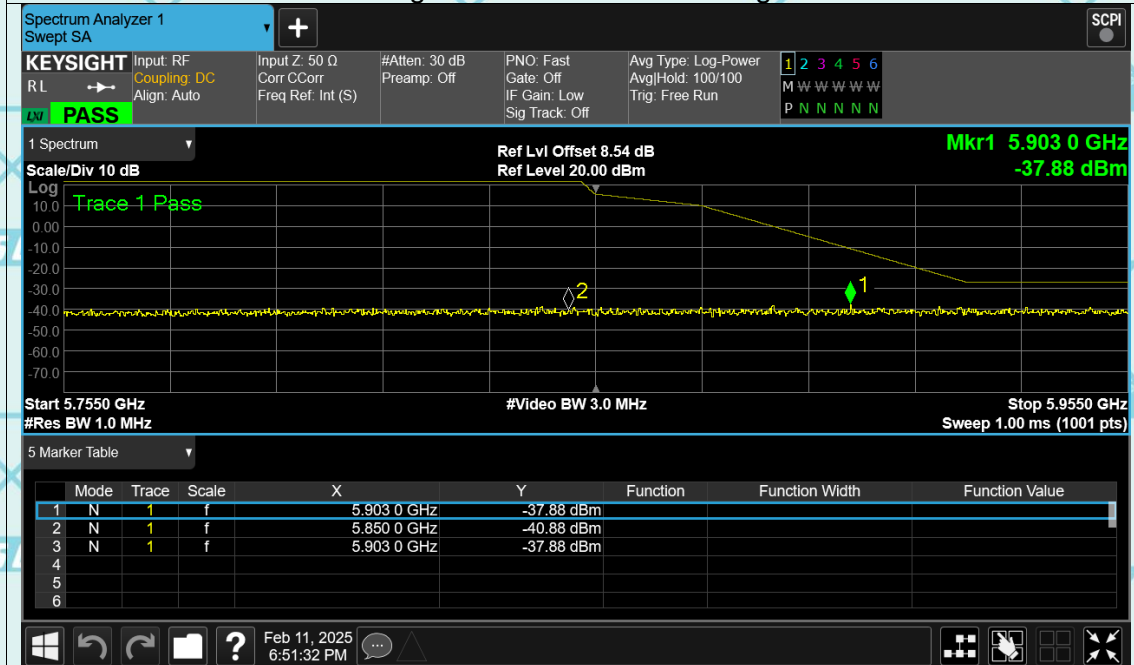 Spectrum Analyzer 1
Swept SA
+
SCPI
KEYSIGHT Input: RF Input Z: 50 Ω #Atten: 30 dB PNO: Fast Avg Type: Log-Power 1 2 3 4 5 6
RL Coupling: DC Corr CCorr Preamp: Off Gate: Off Avg|Hold: 100/100 M W W W W W W
Align: Auto Freq Ref: Int (S) IF Gain: Low Trig: Free Run
LXI PASS Sig Track: Off P N N N N N
1 Spectrum Ref Lvl Offset 8.54 dB Mkr1 5.903 0 GHz
Scale/Div 10 dB Ref Level 20.00 dBm -37.88 dBm
Log
Trace 1 Pass
10.0
0.00
-10.0
-20.0
-30.0
2 1
-40.0
-50.0
-60.0
-70.0
Start 5.7550 GHz #Video BW 3.0 MHz Stop 5.9550 GHz
#Res BW 1.0 MHz Sweep 1.00 ms (1001 pts)
5 Marker Table
Mode Trace Scale X Y Function Function Width Function Value
1 N 1 f 5.903 0 GHz -37.88 dBm
2 N 1 f 5.850 0 GHz -40.88 dBm
3 N 1 f 5.903 0 GHz -37.88 dBm
4
5
6
? Feb 11, 2025
6:51:32 PM